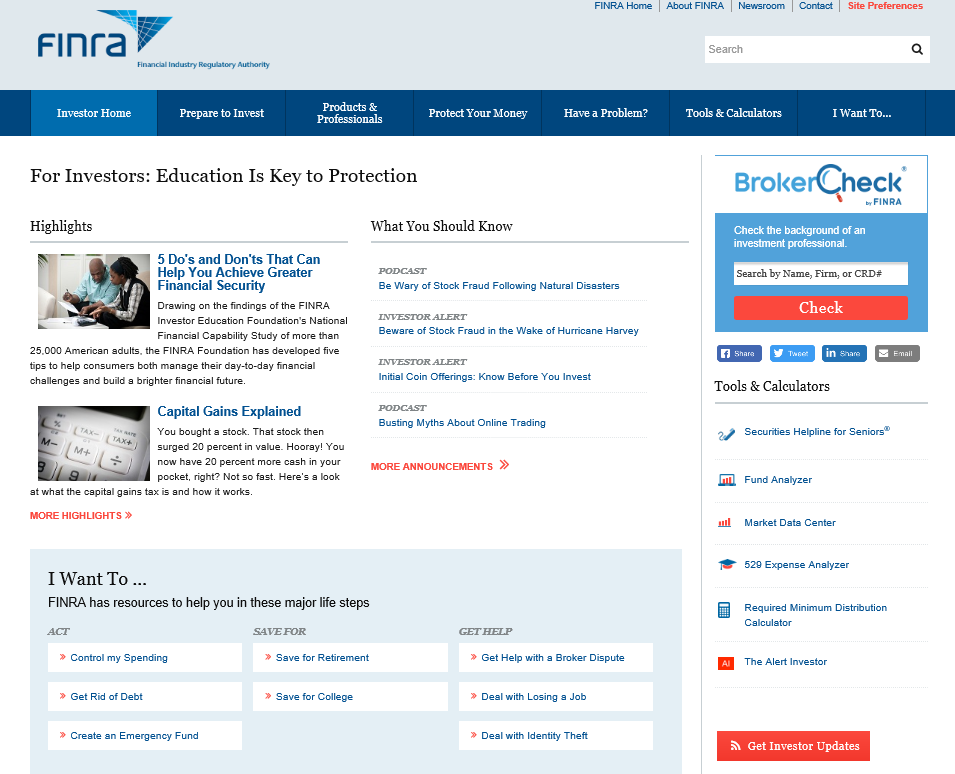 FINRA Home
About FINRA
Newsroom
Contact
Site Preferences
FINRA
Financial Industry Regulatory Authority
Search
Investor Home
Prepare to Invest
Products &
Professionals
Protect Your Money
Have a Problem?
Tools & Calculators
I Want To...
For Investors: Education Is Key to Protection
Highlights
5 Do's and Don'ts That Can
Help You Achieve Greater
Financial Security
Drawing on the findings of the FINRA
Investor Education Foundation's National
Financial Capability Study of more than
25,000 American adults, the FINRA Foundation has developed five
tips to help consumers both manage their day-to-day financial
challenges and build a brighter financial future.
% TAX- TAX RATE
TAX+
M- M+ ÷
9 8 9
Capital Gains Explained
You bought a stock. That stock then
surged 20 percent in value. Hooray! You
now have 20 percent more cash in your
pocket, right? Not so fast. Here's a look
at what the capital gains tax is and how it works.
MORE HIGHLIGHTS »
What You Should Know
PODCAST
Be Wary of Stock Fraud Following Natural Disasters
INVESTOR ALERT
Beware of Stock Fraud in the Wake of Hurricane Harvey
INVESTOR ALERT
Initial Coin Offerings: Know Before You Invest
PODCAST
Busting Myths About Online Trading
MORE ANNOUNCEMENTS »
I Want To ...
FINRA has resources to help you in these major life steps
ACT
» Control my Spending
» Get Rid of Debt
» Create an Emergency Fund
SAVE FOR
» Save for Retirement
» Save for College
GET HELP
» Get Help with a Broker Dispute
» Deal with Losing a Job
» Deal with Identity Theft
BrokerCheck®
by FINRA
Check the background of an
investment professional.
Search by Name, Firm, or CRD#
Check
Share
Tweet
Share
Email
Tools & Calculators
Securities Helpline for Seniors®
Fund Analyzer
Market Data Center
529 Expense Analyzer
Required Minimum Distribution
Calculator
AI The Alert Investor
Get Investor Updates